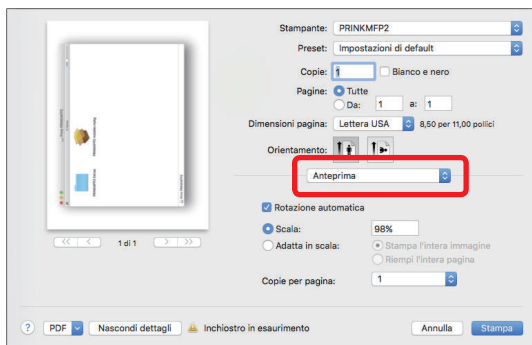 Stampante: PRINKMFP2
Preset: Impostazioni di default
Copie: 1 Bianco e nero
Pagine: Tutte
Da: 1 a: 1
Dimensioni pagina: Lettera USA 8,50 per 11,00 pollici
Orientamento:
Anteprima
Rotazione automatica
Scala: 98%
Adatta in scala: Stampa l'intera immagine
Riempi l'intera pagina
Copie per pagina: 1
1 di 1
? PDF Nascondi dettagli Inchiostro in esaurimento Annulla Stampa